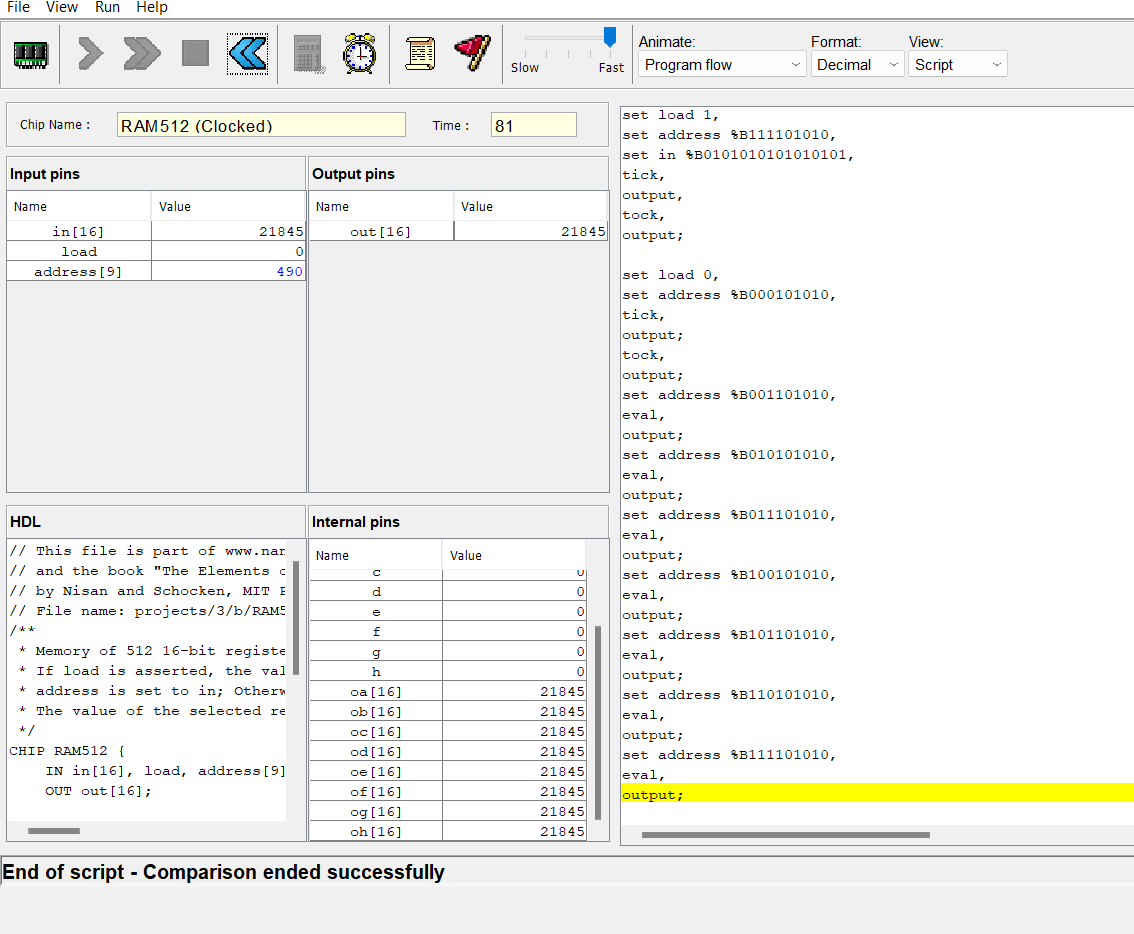 File View Run Help
Slow Fast
Animate: Format: View:
Program flow Decimal Script
Chip Name : RAM512 (Clocked) Time : 81
Input pins
Name Value
in[16] 21845
load 0
address[9] 490
Output pins
Name Value
out[16] 21845
HDL
// This file is part of www.nan
// and the book "The Elements o
// by Nisan and Schocken, MIT P
// File name: projects/3/b/RAM5
/**
* Memory of 512 16-bit registe
* If load is asserted, the val
* address is set to in; Otherw
* The value of the selected re
*/
CHIP RAM512 {
IN in[16], load, address[9]
OUT out[16];
Internal pins
Name Value
c 0
d 0
e 0
f 0
g 0
h 0
oa[16] 21845
ob[16] 21845
oc[16] 21845
od[16] 21845
oe[16] 21845
of[16] 21845
og[16] 21845
oh[16] 21845
set load 1,
set address %B111101010,
set in %B0101010101010101,
tick,
output,
tock,
output;
set load 0,
set address %B000101010,
tick,
output;
tock,
output;
set address %B001101010,
eval,
output;
set address %B010101010,
eval,
output;
set address %B011101010,
eval,
output;
set address %B100101010,
eval,
output;
set address %B101101010,
eval,
output;
set address %B110101010,
eval,
output;
set address %B111101010,
eval,
output;
End of script - Comparison ended successfully